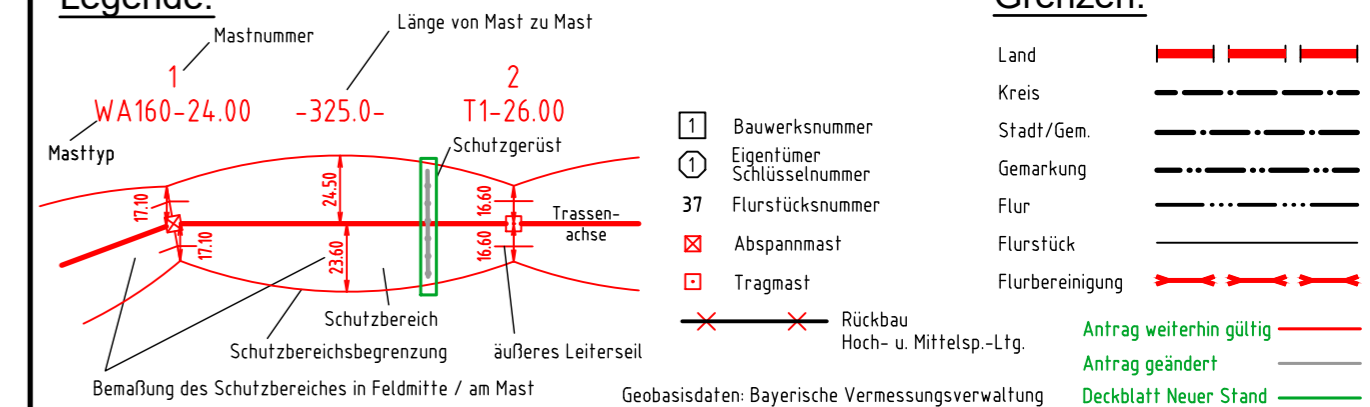 Legende:
Mastnummer
Länge von Mast zu Mast
1
2
WA160-24.00
-325.0-
T1-26.00
Masttyp
Schutzgerüst
17.10
17.10
24.50
23.60
16.60
16.60
Trassen-
achse
Schutzbereich
Schutzbereichsbegrenzung
äußeres Leiterseil
Bemaßung des Schutzbereiches in Feldmitte / am Mast
1 Bauwerksnummer
1 Eigentümer
Schlüsselnummer
37 Flurstücksnummer
Abspannmast
Tragmast
Rückbau
Hoch- u. Mittelsp.-Ltg.
Geobasisdaten: Bayerische Vermessungsverwaltung
Grenzen:
Land
Kreis
Stadt/Gem.
Gemarkung
Flur
Flurstück
Flurbereinigung
Antrag weiterhin gültig
Antrag geändert
Deckblatt Neuer Stand